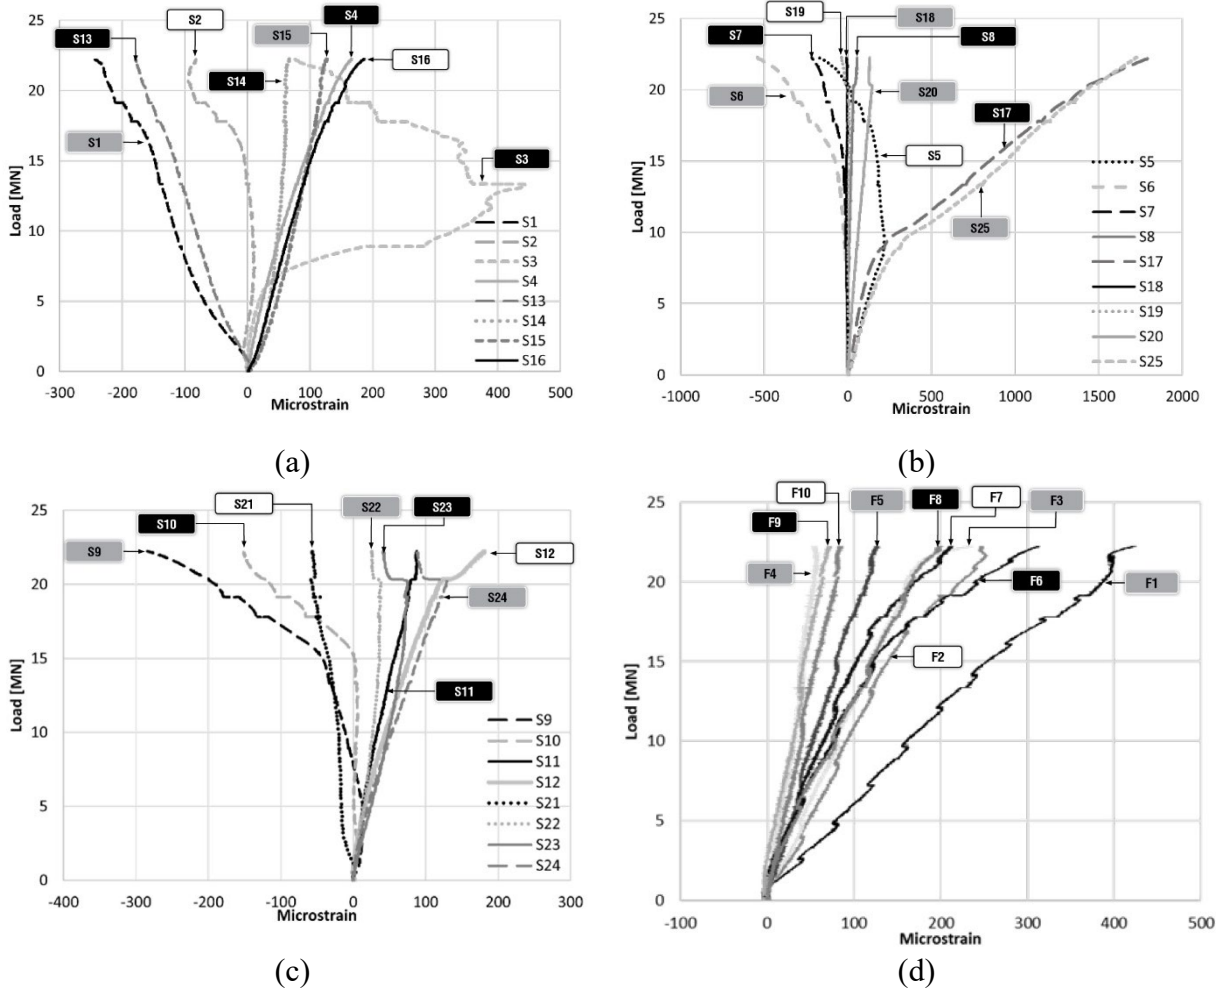 S13
S2
S4
S15
S14
S16
S1
S3
25
20
15
10
5
0
Load [MN]
-300 -200 -100 0 100 200 300 400 500
Microstrain
S1
S2
S3
S4
S13
S14
S15
S16
(a)
S19
S18
S7
S8
S6
S20
S17
S5
S25
25
20
15
10
5
0
Load [MN]
-1000 -500 0 500 1000 1500 2000
Microstrain
S5
S6
S7
S8
S17
S18
S19
S20
S25
(b)
S21
S22
S23
S10
S9
S12
S24
S11
25
20
15
10
5
0
Load [MN]
-400 -300 -200 -100 0 100 200 300
Microstrain
S9
S10
S11
S12
S21
S22
S23
S24
(c)
F10
F5
F8
F7
F3
F9
F4
F6
F1
F2
25
20
15
10
5
0
Load [MN]
-100 0 100 200 300 400 500
Microstrain
(d)